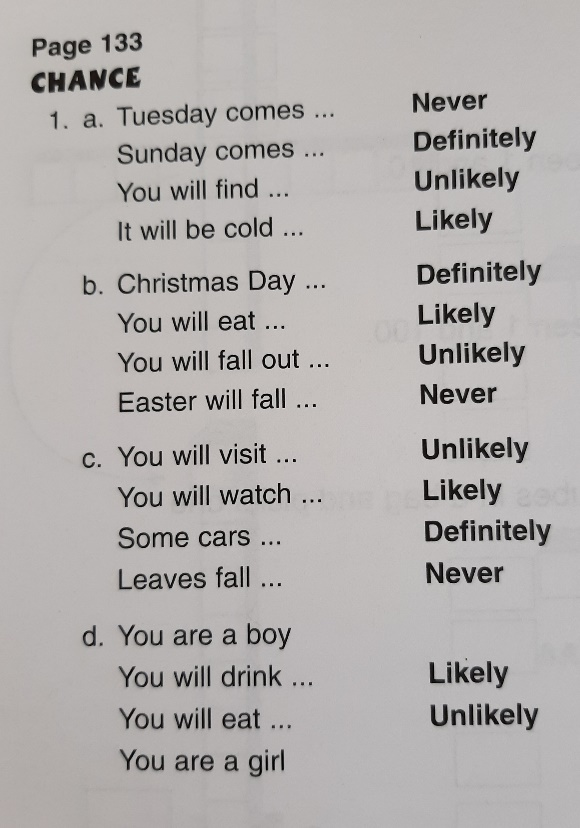 Page 133
CHANCE
1. a. Tuesday comes ... Never
Sunday comes ... Definitely
You will find ... Unlikely
It will be cold ... Likely
b. Christmas Day ... Definitely
You will eat ... Likely
You will fall out ... Unlikely
Easter will fall ... Never
c. You will visit ... Unlikely
You will watch ... Likely
Some cars ... Definitely
Leaves fall ... Never
d. You are a boy
You will drink ... Likely
You will eat ... Unlikely
You are a girl